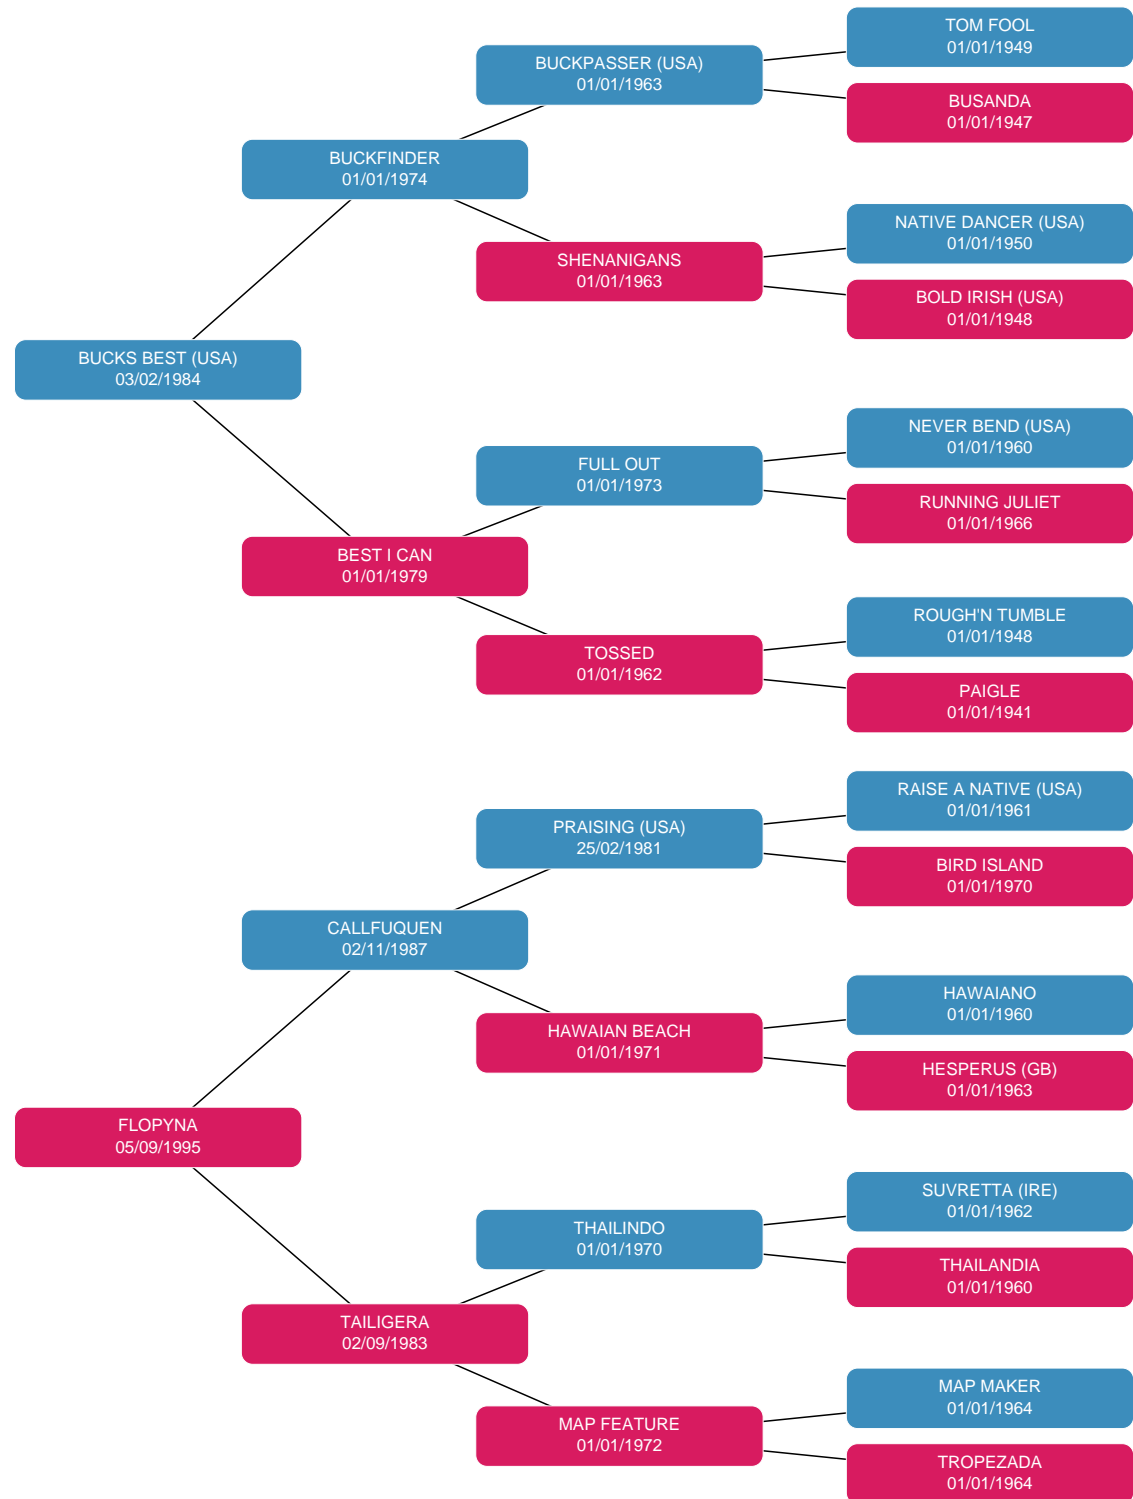 TOM FOOL
01/01/1949
BUCKPASSER (USA)
01/01/1963
BUSANDA
01/01/1947
BUCKFINDER
01/01/1974
NATIVE DANCER (USA)
01/01/1950
SHENANIGANS
01/01/1963
BOLD IRISH (USA)
01/01/1948
BUCKS BEST (USA)
03/02/1984
NEVER BEND (USA)
01/01/1960
FULL OUT
01/01/1973
RUNNING JULIET
01/01/1966
BEST I CAN
01/01/1979
ROUGH'N TUMBLE
01/01/1948
TOSSED
01/01/1962
PAIGLE
01/01/1941
RAISE A NATIVE (USA)
01/01/1961
PRAISING (USA)
25/02/1981
BIRD ISLAND
01/01/1970
CALLFUQUEN
02/11/1987
HAWAIANO
01/01/1960
HAWAIAN BEACH
01/01/1971
HESPERUS (GB)
01/01/1963
FLOPYNA
05/09/1995
SUVRETTA (IRE)
01/01/1962
THAILINDO
01/01/1970
THAILANDIA
01/01/1960
TAILIGERA
02/09/1983
MAP MAKER
01/01/1964
MAP FEATURE
01/01/1972
TROPEZADA
01/01/1964